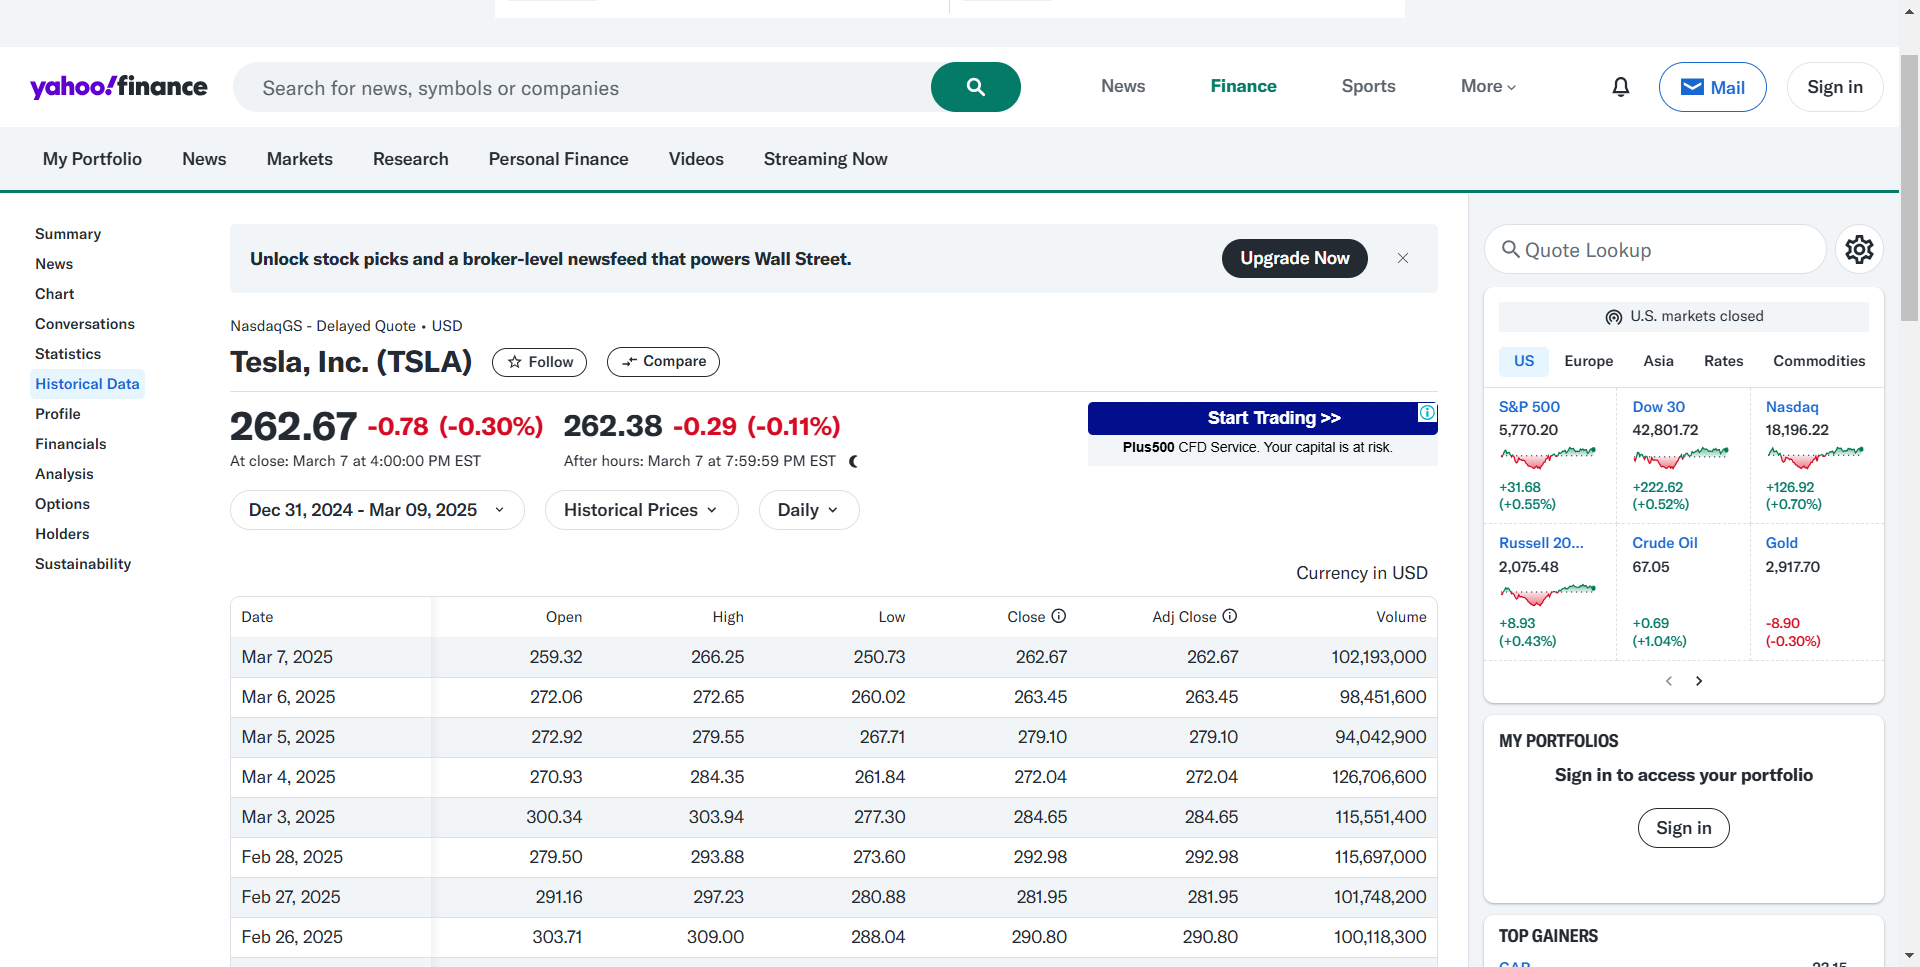 yahoo!finance
Search for news, symbols or companies
News Finance Sports More
Mail
Sign in
My Portfolio News Markets Research Personal Finance Videos Streaming Now
Summary
News
Chart
Conversations
Statistics
Historical Data
Profile
Financials
Analysis
Options
Holders
Sustainability
Unlock stock picks and a broker-level newsfeed that powers Wall Street.
Upgrade Now
NasdaqGS - Delayed Quote • USD
Tesla, Inc. (TSLA)
Follow
Compare
262.67 -0.78 (-0.30%)
At close: March 7 at 4:00:00 PM EST
262.38 -0.29 (-0.11%)
After hours: March 7 at 7:59:59 PM EST
Start Trading >>
Plus500 CFD Service. Your capital is at risk.
Dec 31, 2024 - Mar 09, 2025
Historical Prices
Daily
Currency in USD
Date Open High Low Close Adj Close Volume
Mar 7, 2025 259.32 266.25 250.73 262.67 262.67 102,193,000
Mar 6, 2025 272.06 272.65 260.02 263.45 263.45 98,451,600
Mar 5, 2025 272.92 279.55 267.71 279.10 279.10 94,042,900
Mar 4, 2025 270.93 284.35 261.84 272.04 272.04 126,706,600
Mar 3, 2025 300.34 303.94 277.30 284.65 284.65 115,551,400
Feb 28, 2025 279.50 293.88 273.60 292.98 292.98 115,697,000
Feb 27, 2025 291.16 297.23 280.88 281.95 281.95 101,748,200
Feb 26, 2025 303.71 309.00 288.04 290.80 290.80 100,118,300
Quote Lookup
U.S. markets closed
US Europe Asia Rates Commodities
S&P 500
5,770.20
+31.68
(+0.55%)
Dow 30
42,801.72
+222.62
(+0.52%)
Nasdaq
18,196.22
+126.92
(+0.70%)
Russell 20...
2,075.48
+8.93
(+0.43%)
Crude Oil
67.05
+0.69
(+1.04%)
Gold
2,917.70
-8.90
(-0.30%)
MY PORTFOLIOS
Sign in to access your portfolio
Sign in
TOP GAINERS